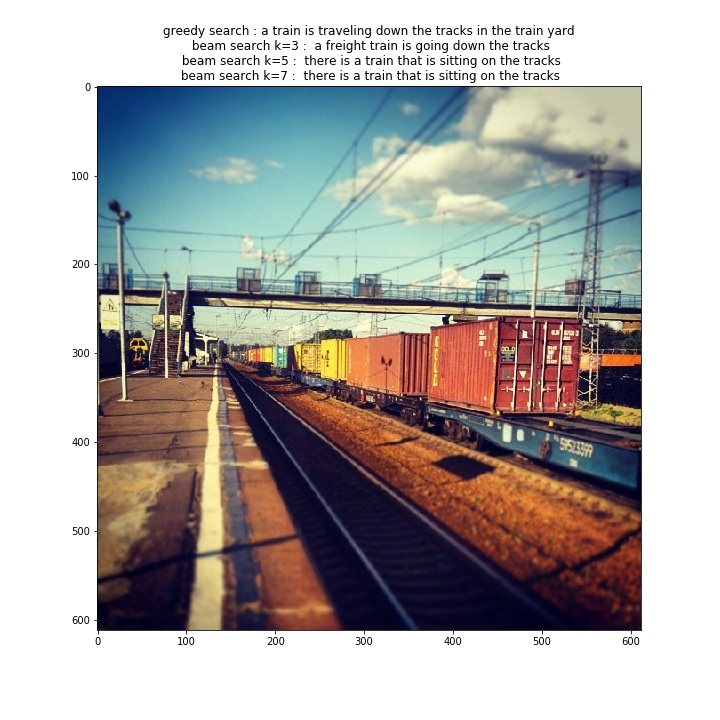 greedy search : a train is traveling down the tracks in the train yard
beam search k=3 :  a freight train is going down the tracks
beam search k=5 :  there is a train that is sitting on the tracks
beam search k=7 :  there is a train that is sitting on the tracks
0
100
200
300
400
500
600
GOLD
59523399
0 100 200 300 400 500 600